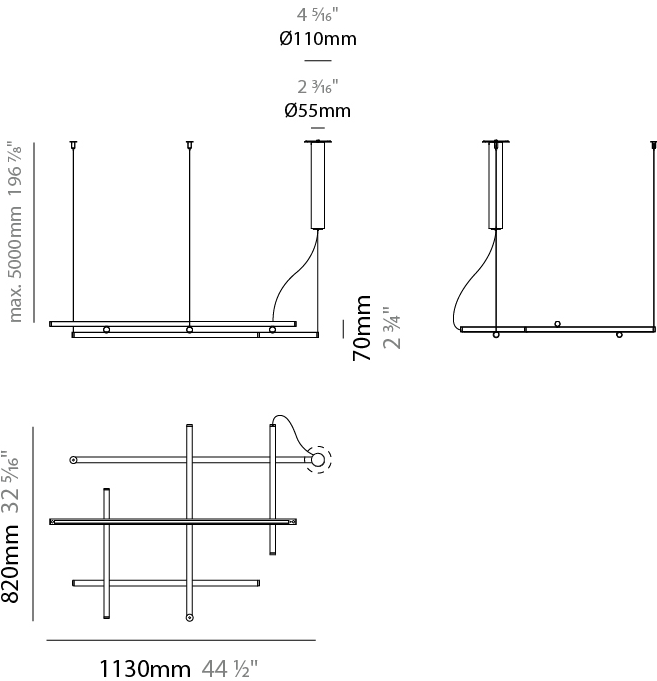 4 5⁄16"
Ø110mm
2 3⁄16"
Ø55mm
max. 5000mm 196 7⁄8"
70mm
2 3⁄4"
820mm 32 5⁄16"
1130mm 44 1⁄2"